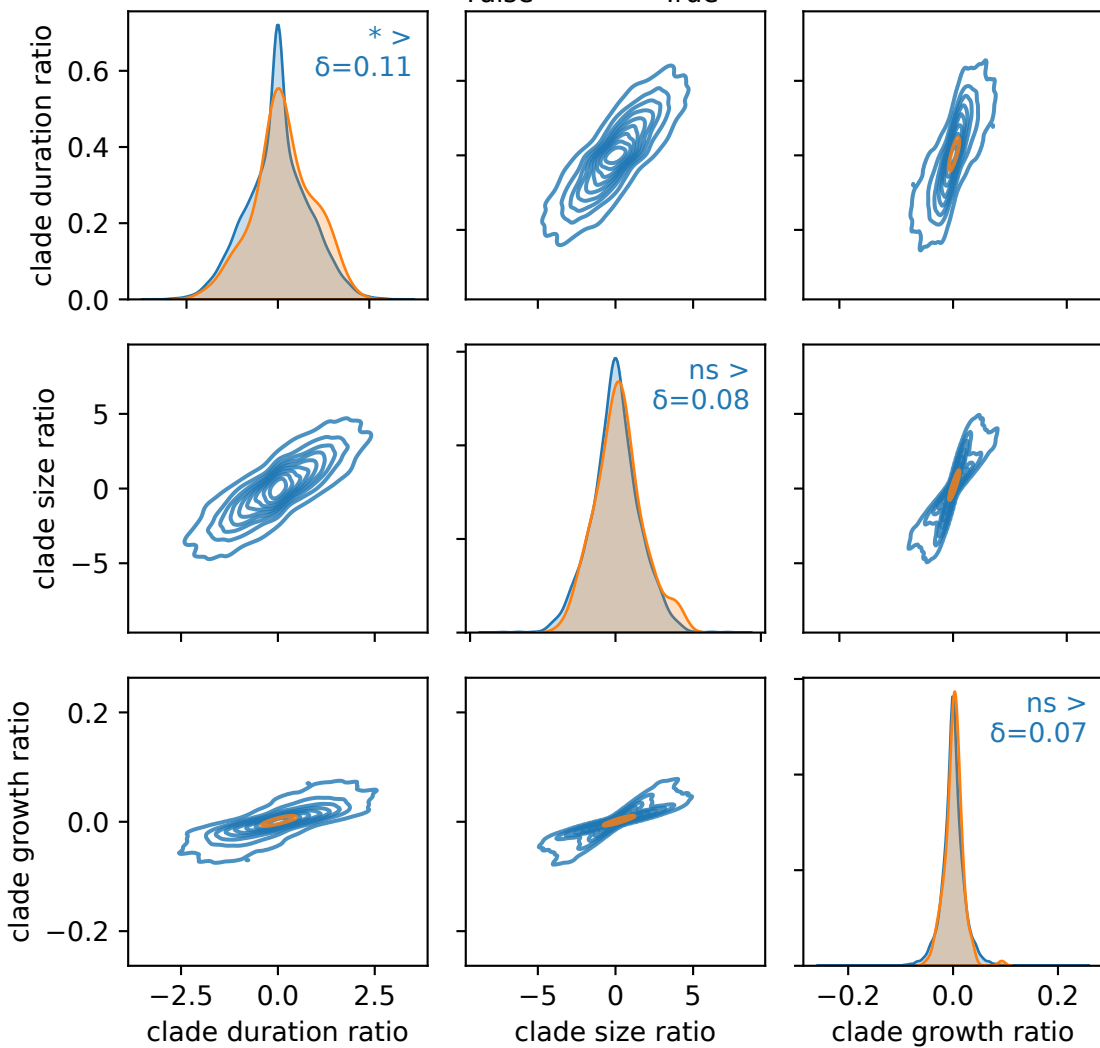 clade duration ratio
0.6
0.4
0.2
0.0
* >
δ=0.11
clade size ratio
5
0
−5
ns >
δ=0.08
clade growth ratio
0.2
0.0
−0.2
ns >
δ=0.07
−2.5 0.0 2.5
−5 0 5
−0.2 0.0 0.2
clade duration ratio
clade size ratio
clade growth ratio